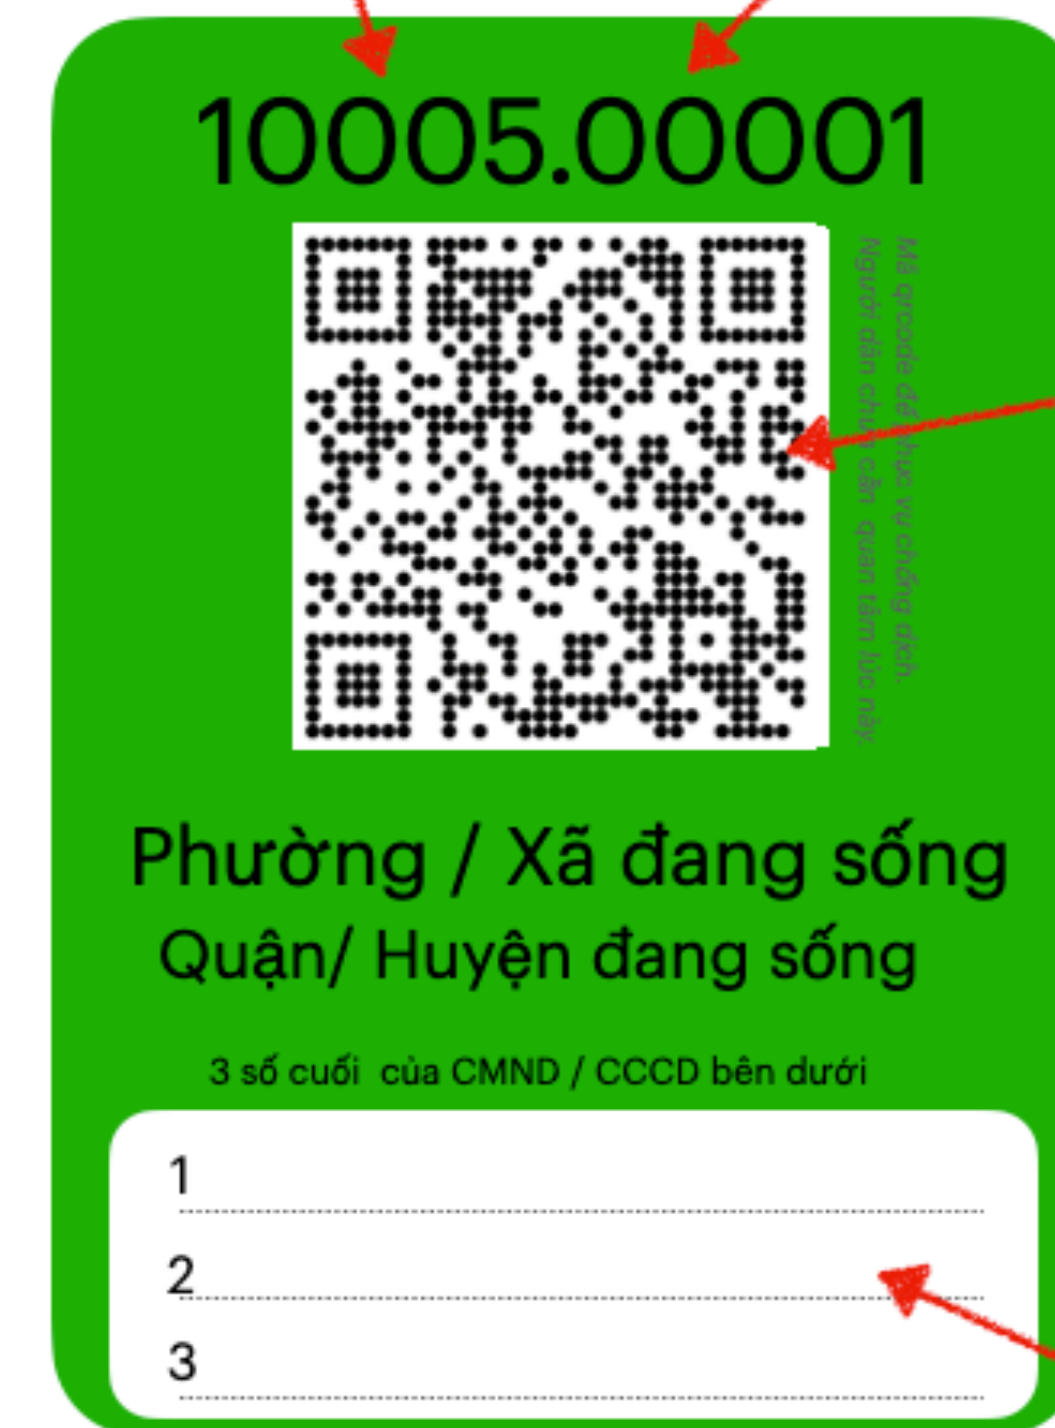 10005.00001
Mã qrcode để phục vụ chống dịch.
Người dân chưa cần quan tâm lúc này.
Phường / Xã đang sống
Quận/ Huyện đang sống
3 số cuối của CMND / CCCD bên dưới
1
2
3